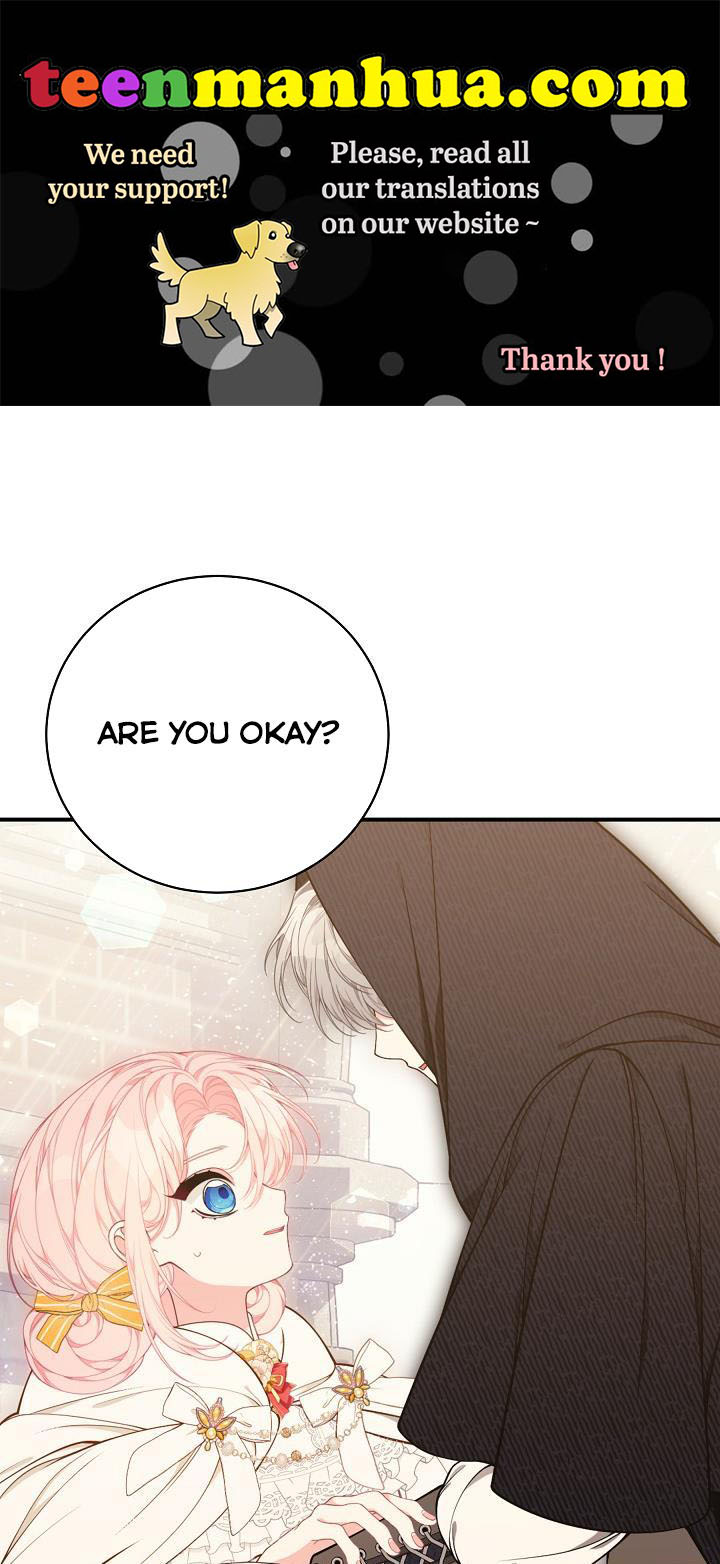 teenmanhua.com
We need
your support!
Please, read all
our translations
on our website ~
Thank you !
ARE YOU OKAY?